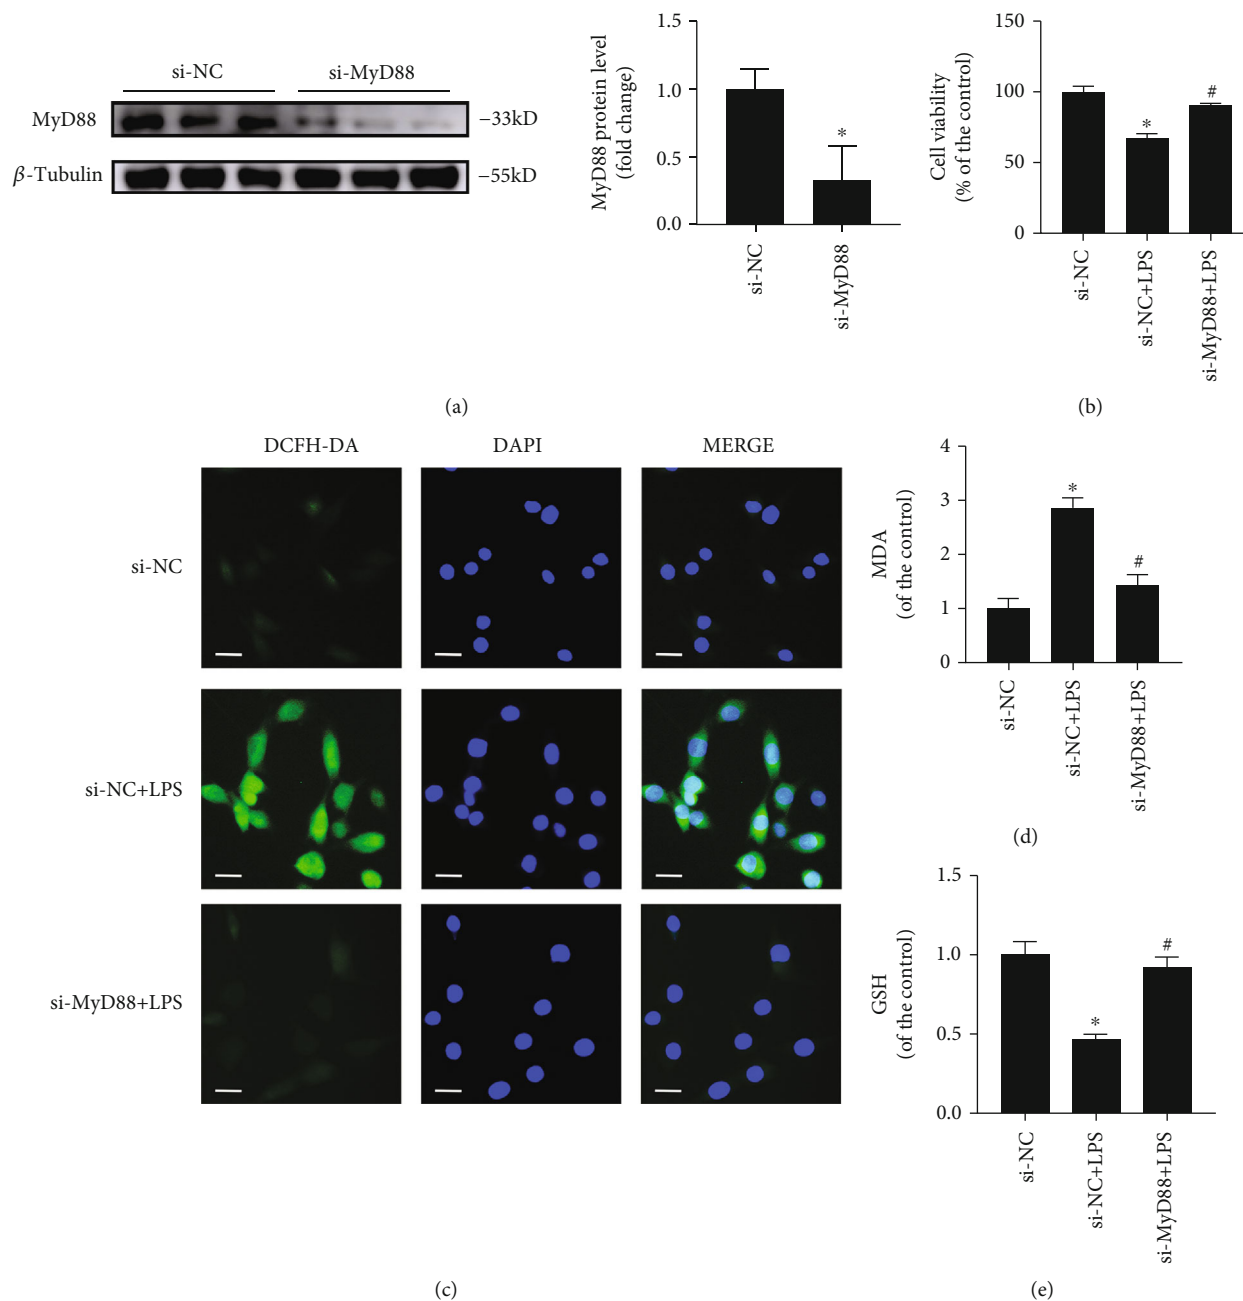 si-NC
si-MyD88
MyD88
−33kD
β-Tubulin
−55kD
MyD88 protein level
(fold change)
1.5
1.0
0.5
0.0
*
si-NC
si-MyD88
(a)
Cell viability
(% of the control)
150
100
50
0
*
#
si-NC
si-NC+LPS
si-MyD88+LPS
(b)
DCFH-DA
DAPI
MERGE
si-NC
si-NC+LPS
si-MyD88+LPS
(c)
MDA
(of the control)
4
3
2
1
0
*
#
si-NC
si-NC+LPS
si-MyD88+LPS
(d)
GSH
(of the control)
1.5
1.0
0.5
0.0
*
#
si-NC
si-NC+LPS
si-MyD88+LPS
(e)